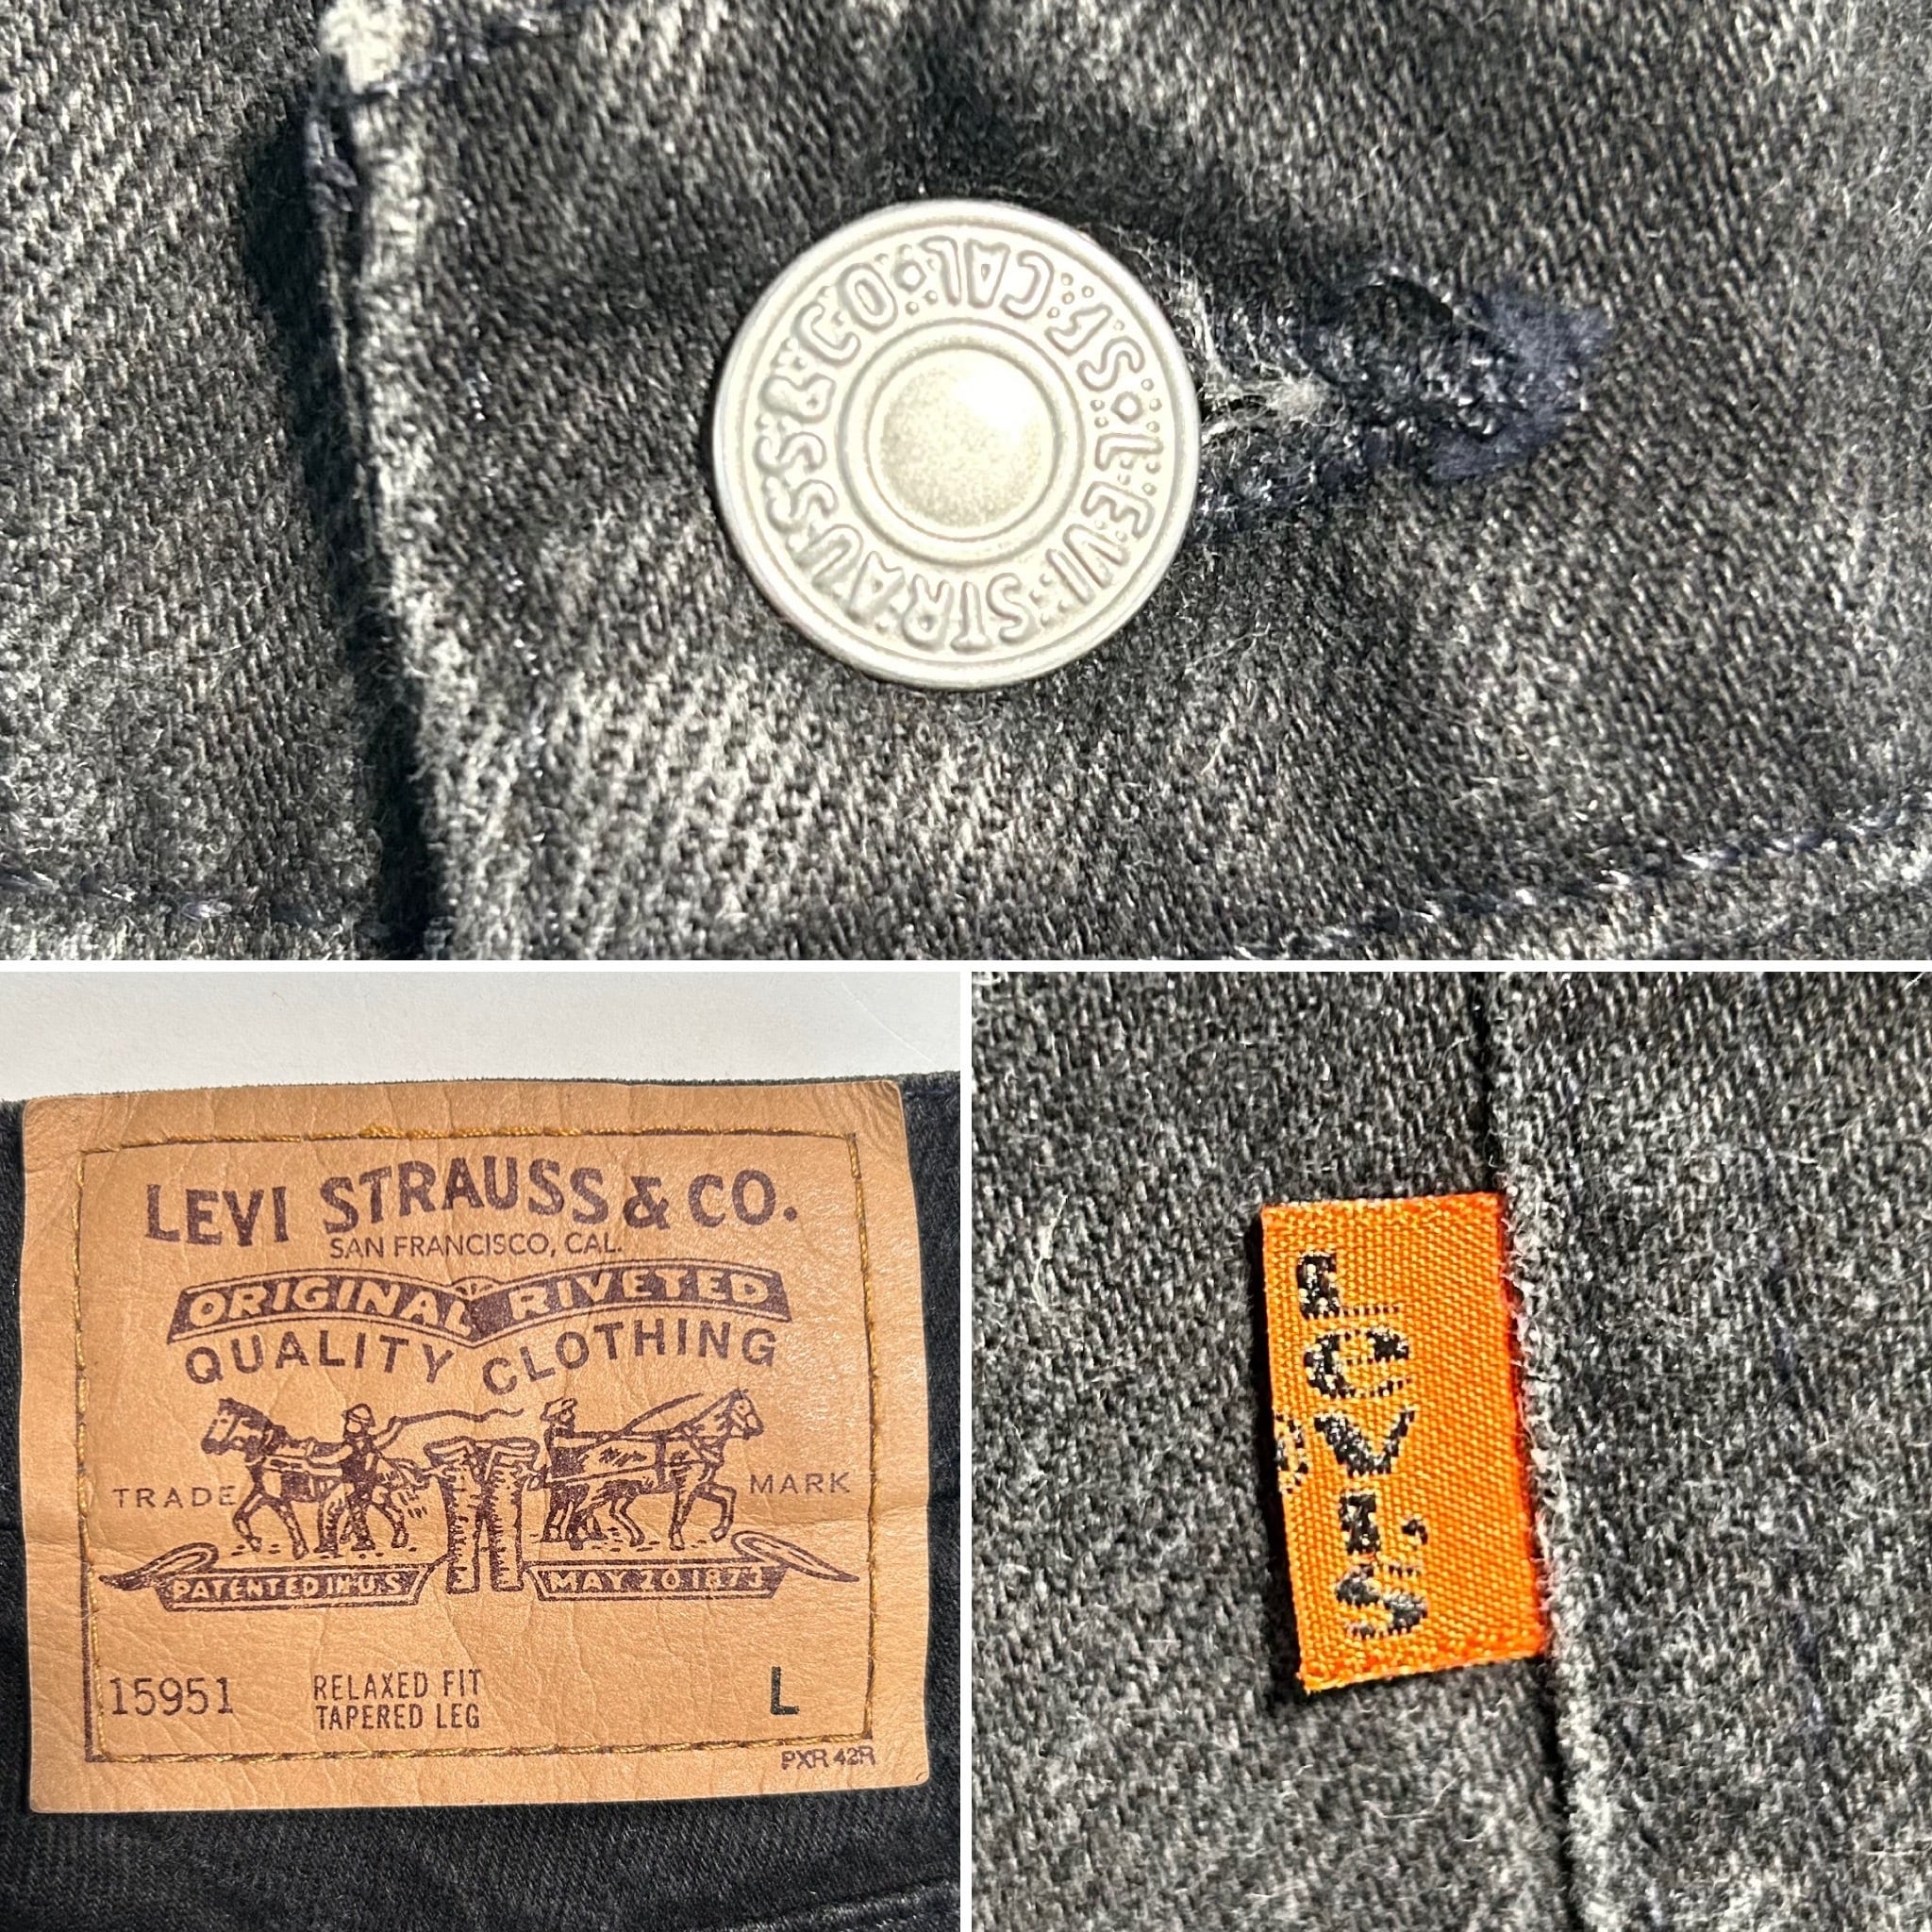 LEVI STRAUSS & CO
S.F. CAL
LEVI STRAUSS & CO.
SAN FRANCISCO, CAL.
ORIGINAL RIVETED
QUALITY CLOTHING
TRADE MARK
PATENTED IN U.S. MAY 20 1873
15951 RELAXED FIT L
TAPERED LEG
PXR 42R
LeVI'S
®